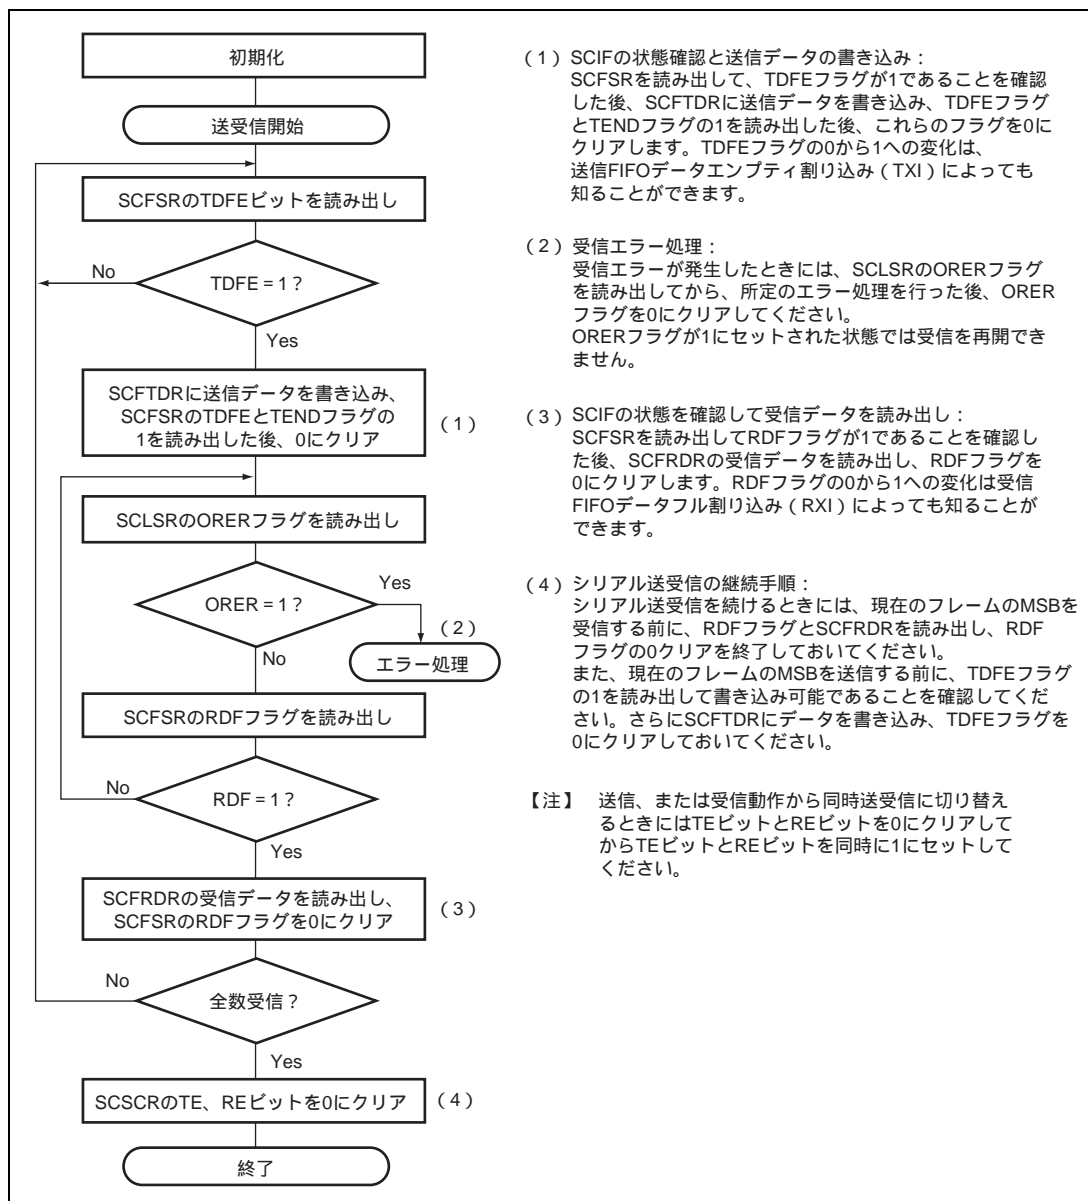 初期化
送受信開始
SCFSRのTDFEビットを読み出し
TDFE = 1？
No
Yes
SCFTDRに送信データを書き込み、
SCFSRのTDFEとTENDフラグの
1を読み出した後、0にクリア
（1）
SCLSRのORERフラグを読み出し
ORER = 1？
Yes
（2）
エラー処理
No
SCFSRのRDFフラグを読み出し
No
RDF = 1？
Yes
SCFRDRの受信データを読み出し、
SCFSRのRDFフラグを0にクリア
（3）
No
全数受信？
Yes
SCSCRのTE、REビットを0にクリア
（4）
終了
（1）SCIFの状態確認と送信データの書き込み：
SCFSRを読み出して、TDFEフラグが1であることを確認
した後、SCFTDRに送信データを書き込み、TDFEフラグ
とTENDフラグの1を読み出した後、これらのフラグを0に
クリアします。TDFEフラグの0から1への変化は、
送信FIFOデータエンプティ割り込み（TXI）によっても
知ることができます。
（2）受信エラー処理：
受信エラーが発生したときには、SCLSRのORERフラグ
を読み出してから、所定のエラー処理を行った後、ORER
フラグを0にクリアしてください。
ORERフラグが1にセットされた状態では受信を再開でき
ません。
（3）SCIFの状態を確認して受信データを読み出し：
SCFSRを読み出してRDFフラグが1であることを確認し
た後、SCFRDRの受信データを読み出し、RDFフラグを
0にクリアします。RDFフラグの0から1への変化は受信
FIFOデータフル割り込み（RXI）によっても知ることが
できます。
（4）シリアル送受信の継続手順：
シリアル送受信を続けるときには、現在のフレームのMSBを
受信する前に、RDFフラグとSCFRDRを読み出し、RDF
フラグの0クリアを終了しておいてください。
また、現在のフレームのMSBを送信する前に、TDFEフラグ
の1を読み出して書き込み可能であることを確認してくだ
さい。さらにSCFTDRにデータを書き込み、TDFEフラグを
0にクリアしておいてください。
【注】 送信、または受信動作から同時送受信に切り替え
るときにはTEビットとREビットを0にクリアして
からTEビットとREビットを同時に1にセットして
ください。